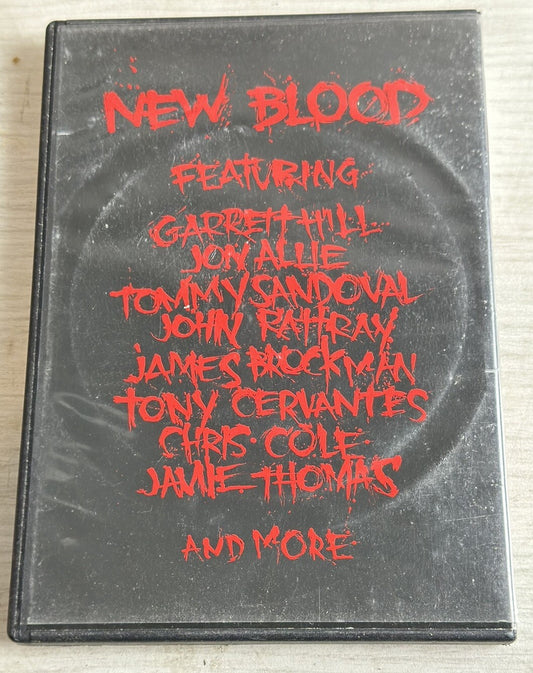 NEW BLOOD
FEATURING
GARRETT HILL
JON ALLIE
TOMMY SANDOVAL
JOHN RATTRAY
JAMES BROCKMAN
TONY CERVANTES
CHRIS COLE
JAMIE THOMAS
AND MORE